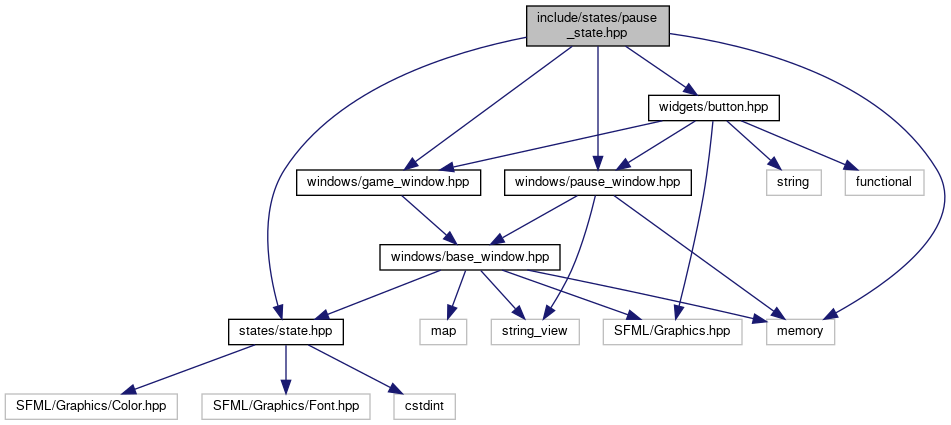 include/states/pause
_state.hpp
widgets/button.hpp
windows/game_window.hpp
windows/pause_window.hpp
string
functional
windows/base_window.hpp
states/state.hpp
map
string_view
SFML/Graphics.hpp
memory
SFML/Graphics/Color.hpp
SFML/Graphics/Font.hpp
cstdint